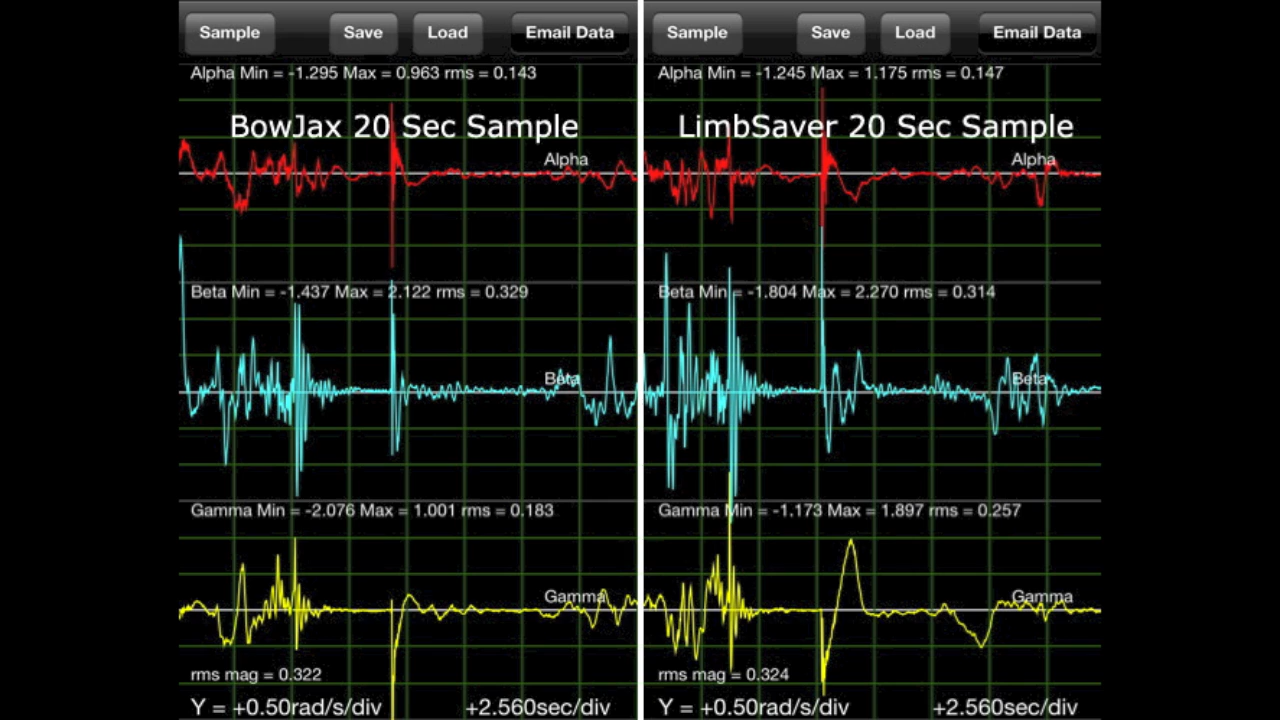 Sample Save Load Email Data
Alpha Min = -1.295 Max = 0.963 rms = 0.143
BowJax 20 Sec Sample
Alpha
Beta Min = -1.437 Max = 2.122 rms = 0.329
Beta
Gamma Min = -2.076 Max = 1.001 rms = 0.183
Gamma
rms mag = 0.322
Y = +0.50rad/s/div +2.560sec/div
Sample Save Load Email Data
Alpha Min = -1.245 Max = 1.175 rms = 0.147
LimbSaver 20 Sec Sample
Alpha
Beta Min = -1.804 Max = 2.270 rms = 0.314
Beta
Gamma Min = -1.173 Max = 1.897 rms = 0.257
Gamma
rms mag = 0.324
Y = +0.50rad/s/div +2.560sec/div